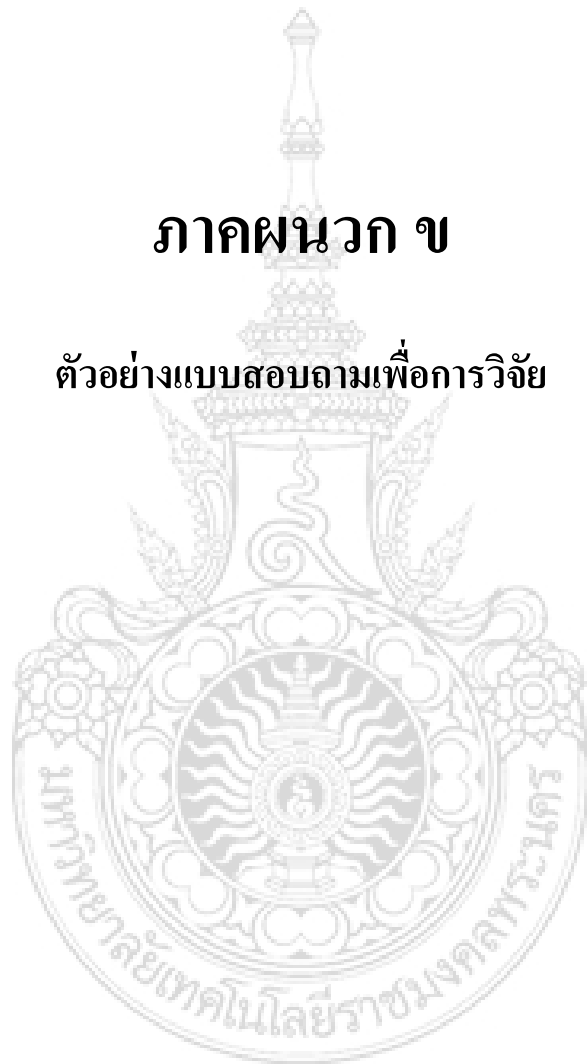 ภาคผนวก ข
ตัวอย่างแบบสอบถามเพื่อการวิจัย
มหาวิทยาลัยเทคโนโลยีราชมงคลพระนคร